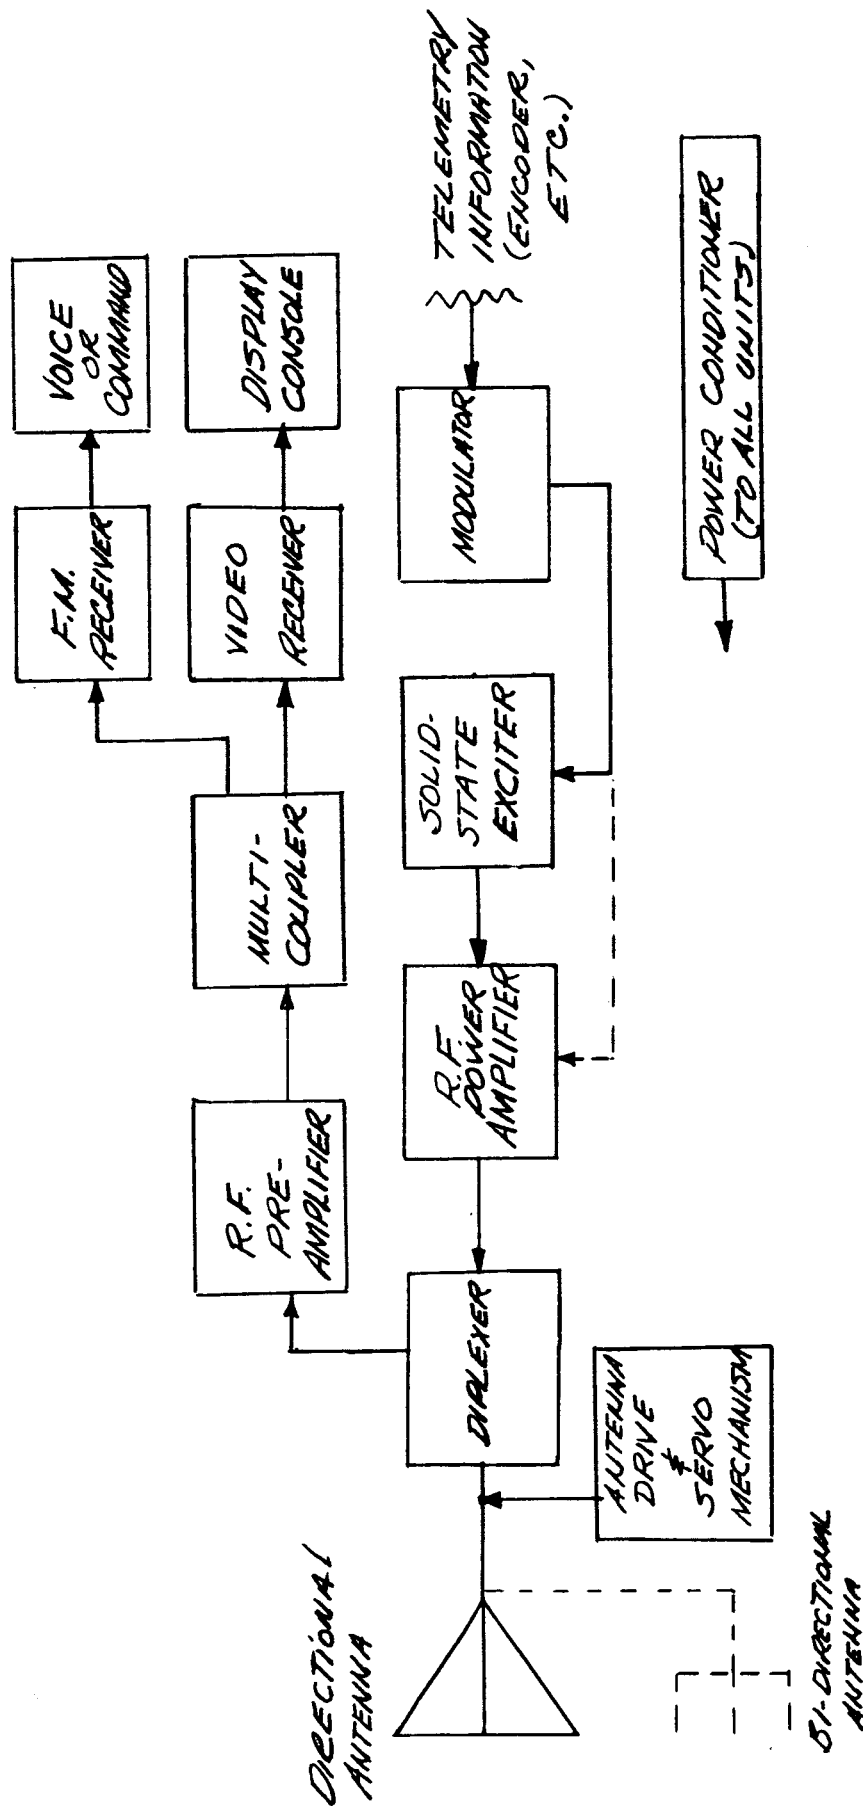 VOICE
OR
COMMAND
DISPLAY
CONSOLE
TELEMETRY
INFORMATION
(ENCODER,
ETC.)
F.M.
RECEIVER
VIDEO
RECEIVER
MODULATOR
POWER CONDITIONER
(TO ALL UNITS)
MULTI-
COUPLER
SOLID-
STATE
EXCITER
R.F.
PRE-
AMPLIFIER
R.F.
POWER
AMPLIFIER
DIPLEXER
ANTENNA
DRIVE
&
SERVO
MECHANISM
DIRECTIONAL
ANTENNA
BI-DIRECTIONAL
ANTENNA